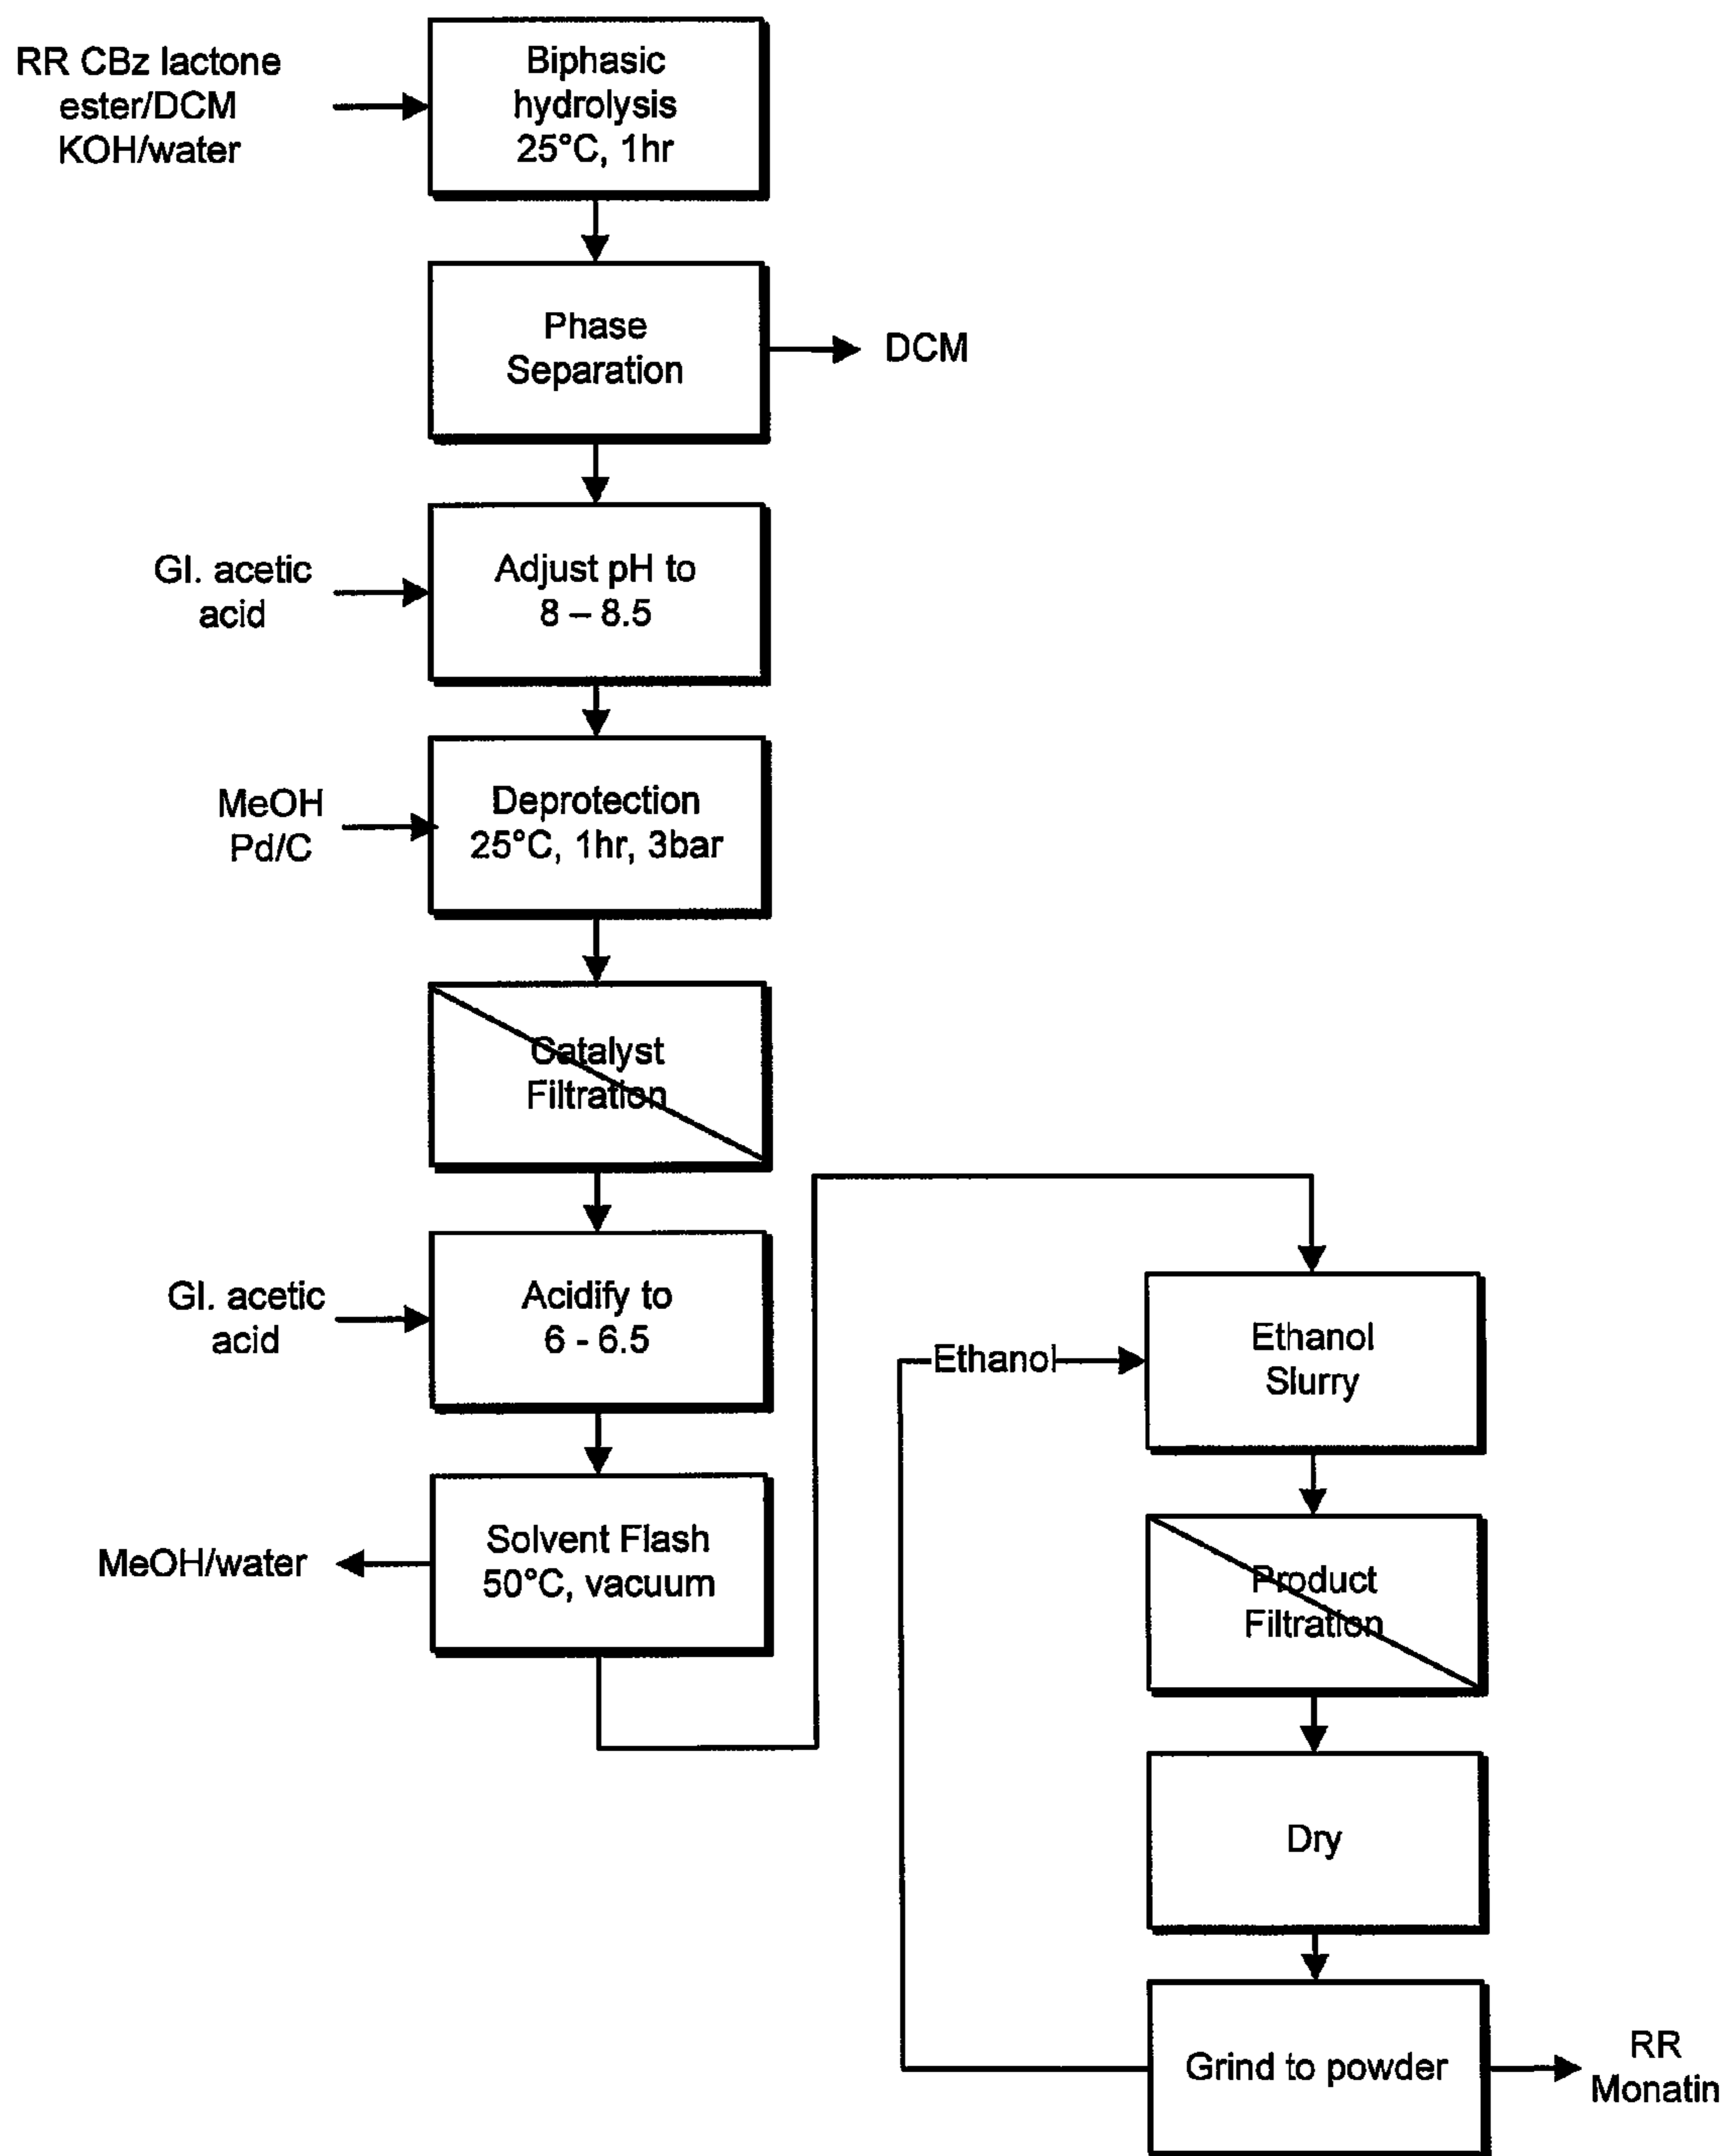 RR CBz lactone
ester/DCM
KOH/water
Biphasic
hydrolysis
25°C, 1hr
Phase
Separation
DCM
Gl. acetic
acid
Adjust pH to
8 – 8.5
MeOH
Pd/C
Deprotection
25°C, 1hr, 3bar
Catalyst
Filtration
Gl. acetic
acid
Acidify to
6 - 6.5
MeOH/water
Solvent Flash
50°C, vacuum
Ethanol
Ethanol
Slurry
Product
Filtration
Dry
Grind to powder
RR
Monatin